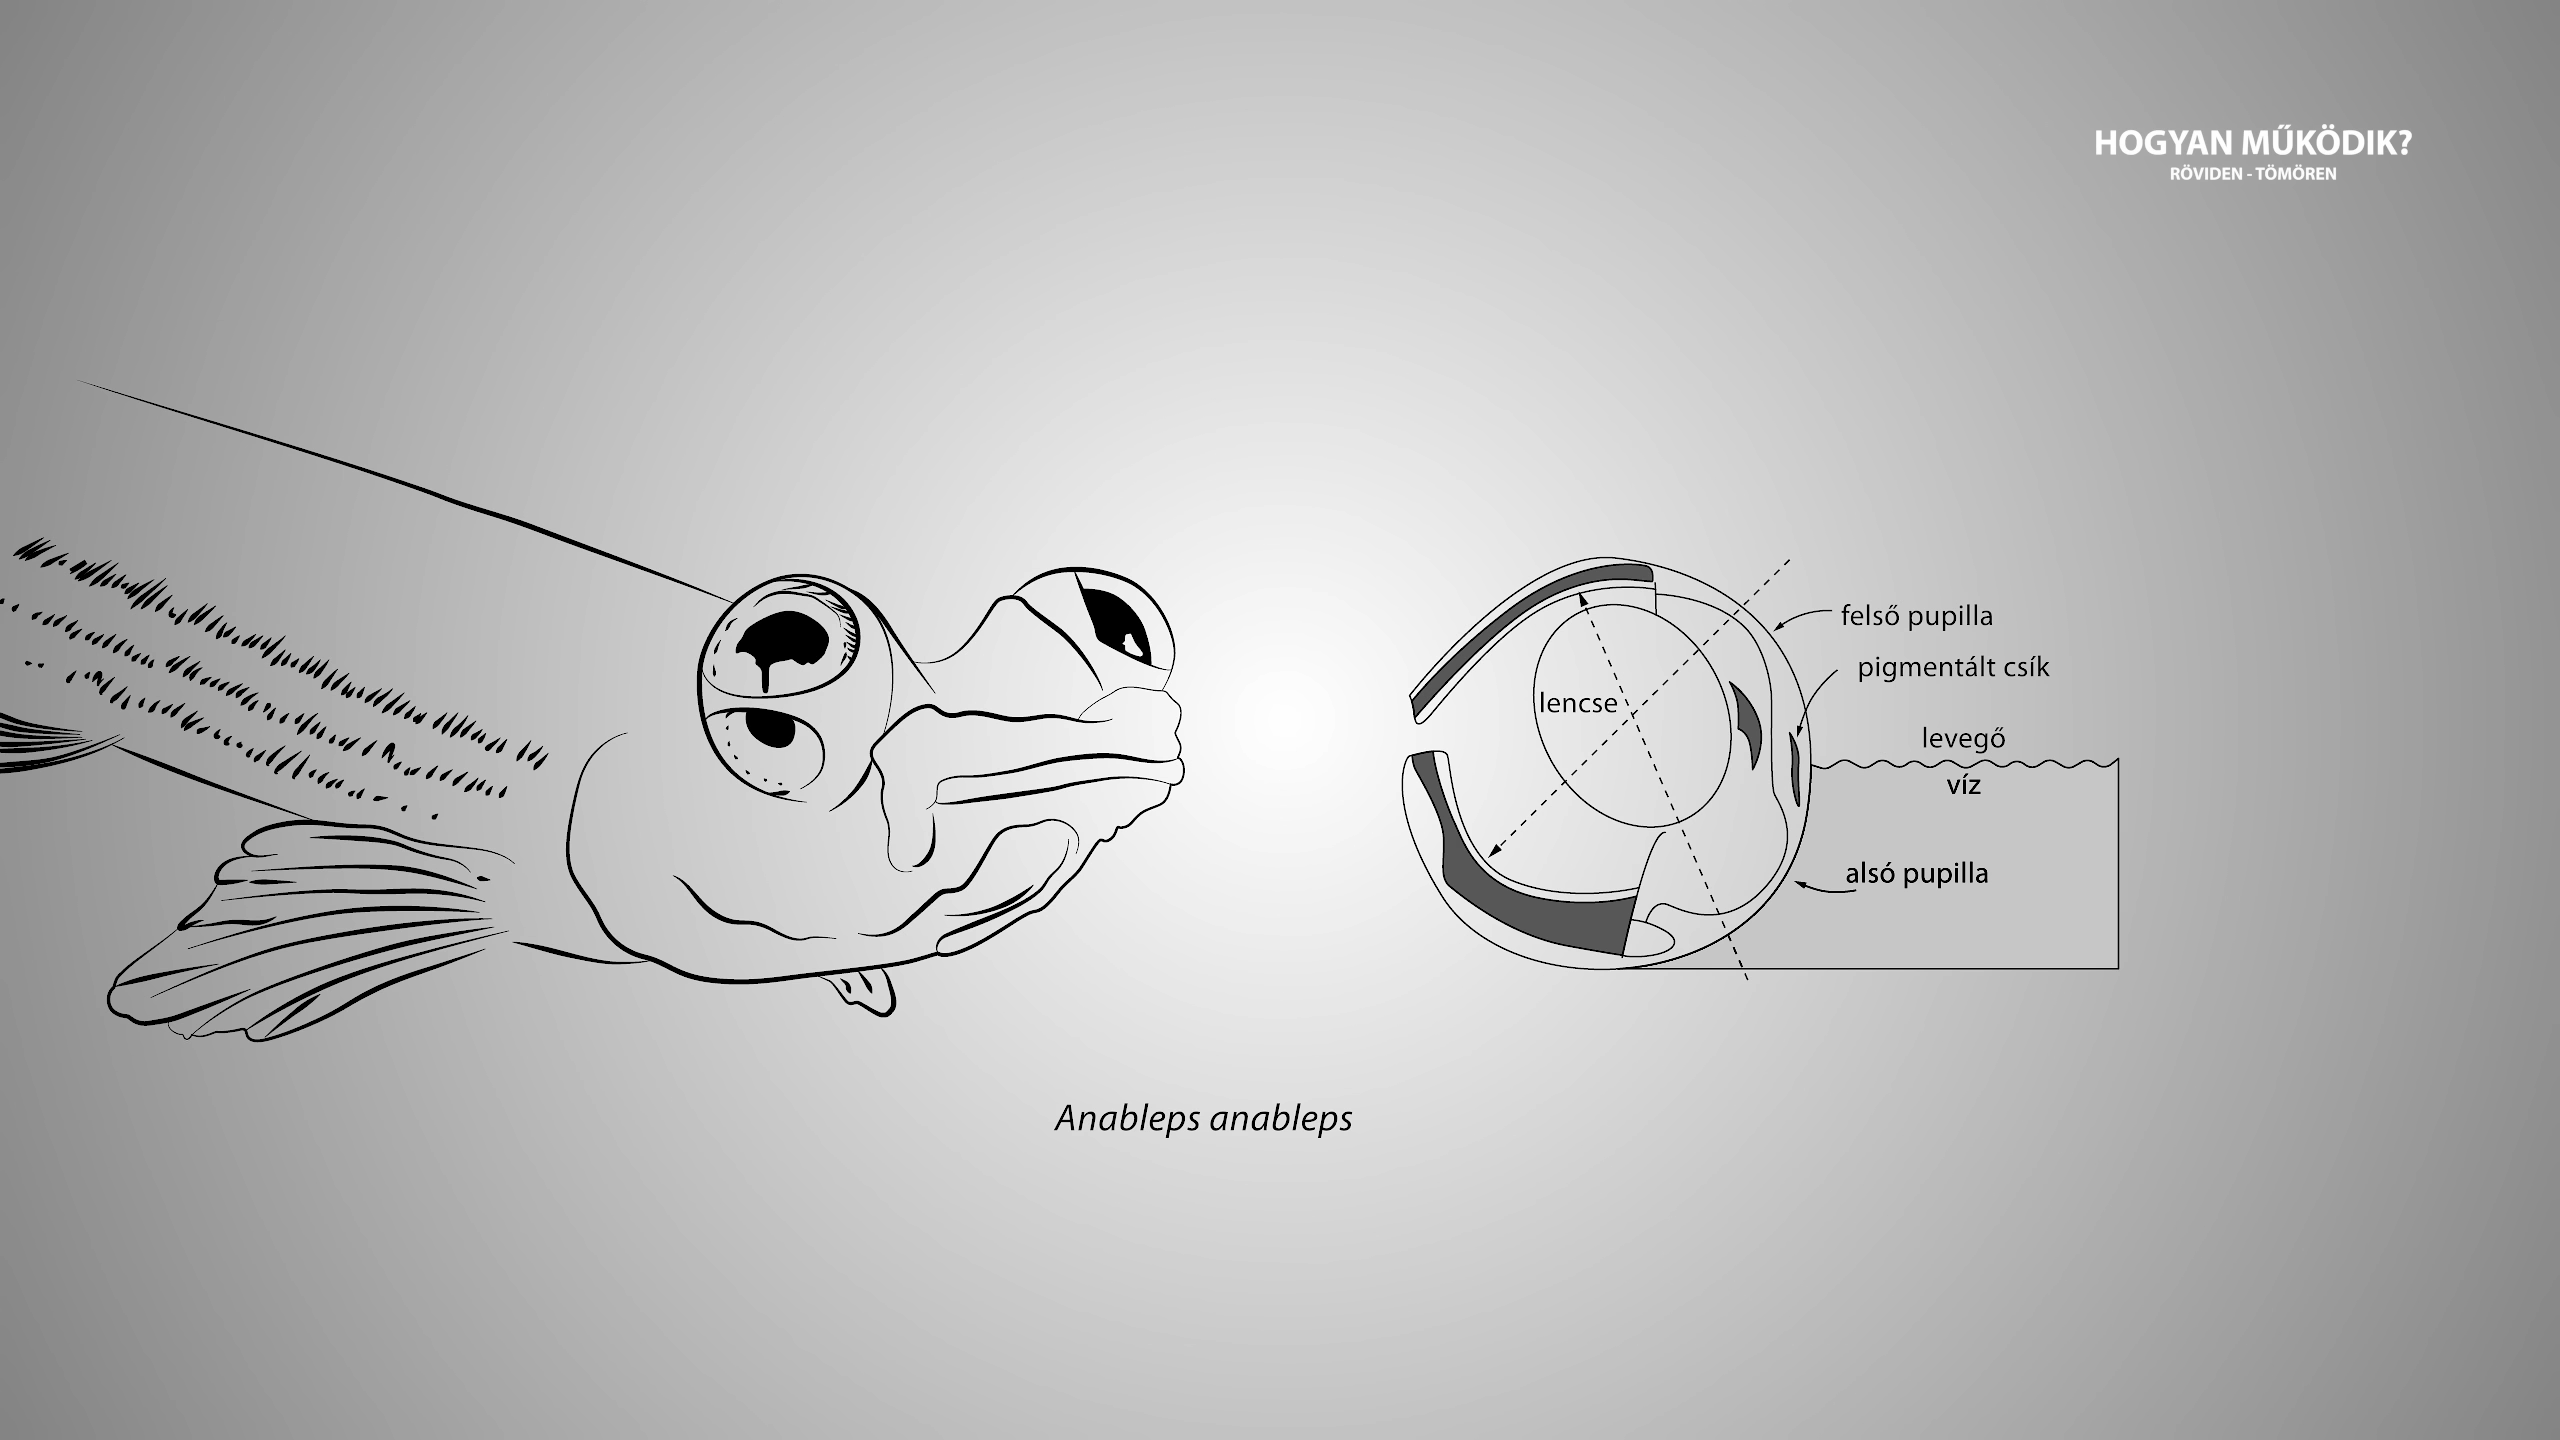 HOGYAN MŰKÖDIK?
RÖVIDEN - TÖMÖREN
felső pupilla
pigmentált csík
lencse
levegő
víz
alsó pupilla
Anableps anableps